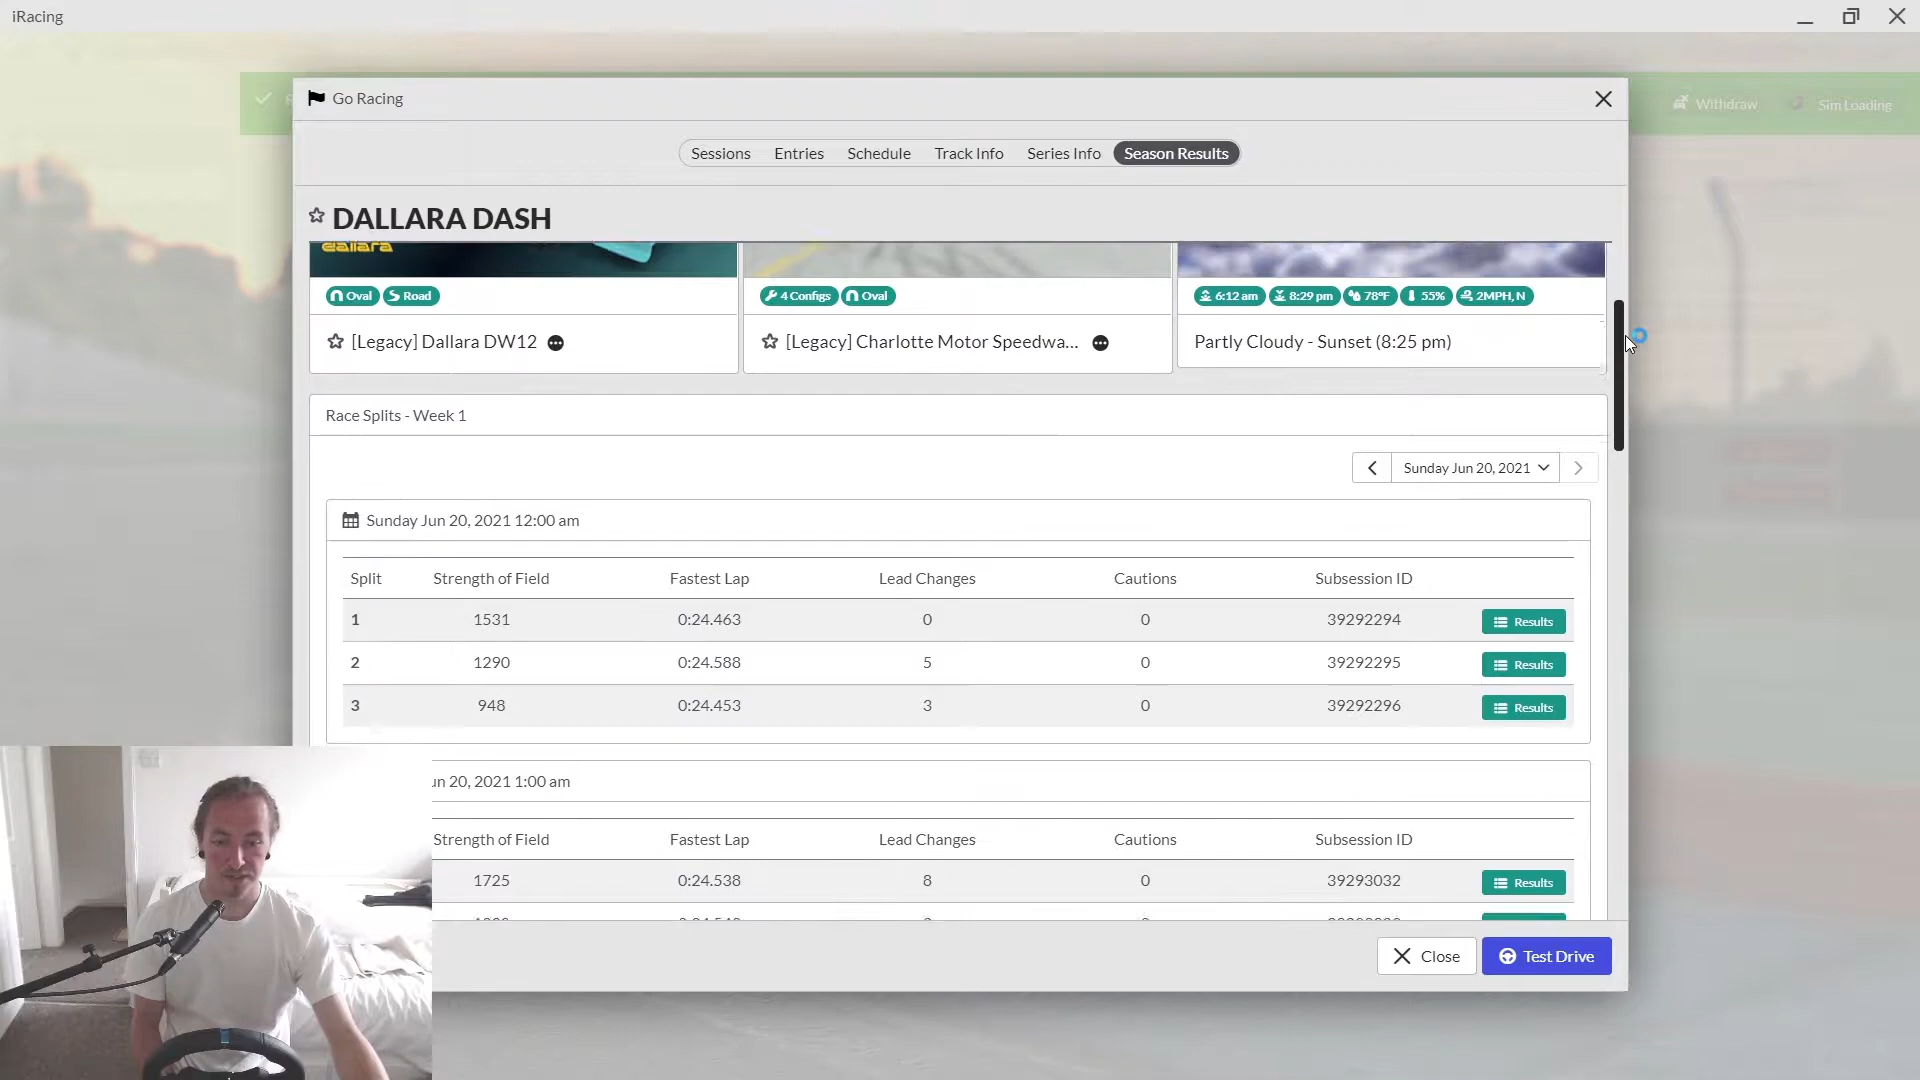 iRacing
Go Racing
Withdraw
Sim Loading
Sessions Entries Schedule Track Info Series Info Season Results
DALLARA DASH
dallara
Oval Road
4 Configs Oval
6:12 am 8:29 pm 78°F 55% 2MPH, N
[Legacy] Dallara DW12
[Legacy] Charlotte Motor Speedwa...
Partly Cloudy - Sunset (8:25 pm)
Race Splits - Week 1
Sunday Jun 20, 2021
Sunday Jun 20, 2021 12:00 am
Split Strength of Field Fastest Lap Lead Changes Cautions Subsession ID
1 1531 0:24.463 0 0 39292294 Results
2 1290 0:24.588 5 0 39292295 Results
3 948 0:24.453 3 0 39292296 Results
un 20, 2021 1:00 am
Strength of Field Fastest Lap Lead Changes Cautions Subsession ID
1725 0:24.538 8 0 39293032 Results
Close
Test Drive